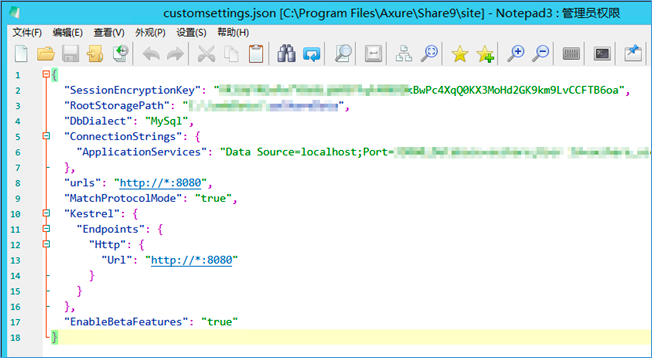 customsettings.json [C:\Program Files\Axure\Share9\site] - Notepad3 : 管理员权限
文件(F) 编辑(E) 查看(V) 外观(P) 设置(S) 帮助(H)
1 {
2 "SessionEncryptionKey": "BwPc4XqQ0KX3MoHd2GK9km9LvCCFTB6oa",
3 "RootStoragePath": "",
4 "DbDialect": "MySql",
5 "ConnectionStrings": {
6 "ApplicationServices": "Data Source=localhost;Port=
7 },
8 "urls": "http://*:8080",
9 "MatchProtocolMode": "true",
10 "Kestrel": {
11 "Endpoints": {
12 "Http": {
13 "Url": "http://*:8080"
14 }
15 }
16 },
17 "EnableBetaFeatures": "true"
18 }